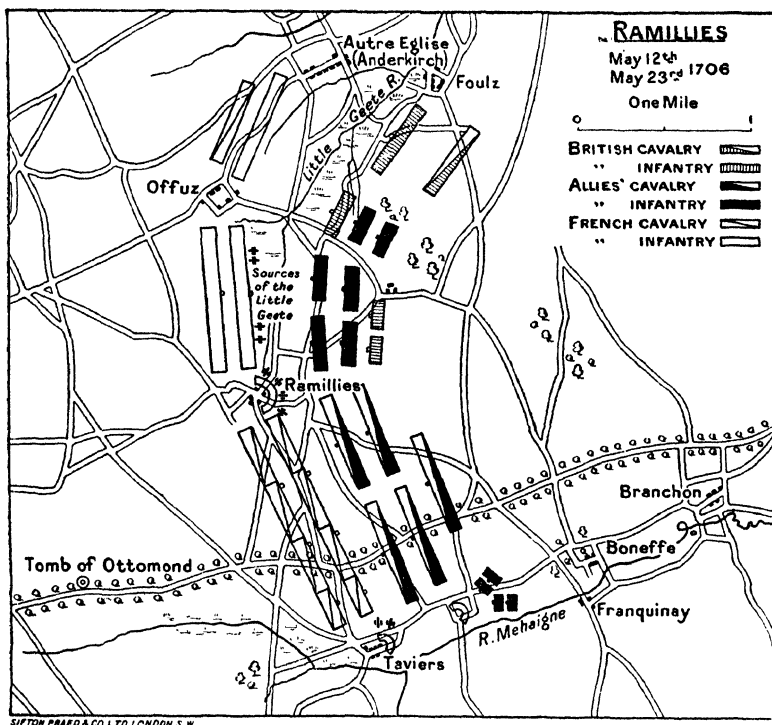 RAMILLIES
May 12th
May 23rd 1706
One Mile
0 1
BRITISH CAVALRY
" INFANTRY
ALLIES' CAVALRY
" INFANTRY
FRENCH CAVALRY
" INFANTRY
Autre Eglise
(Anderkirch)
Foulz
Little Geete R.
Offuz
Sources
of the
Little
Geete
Ramillies
Branchon
Boneffe
Tomb of Ottomond
Franquinay
R. Mehaigne
Taviers
SIFTON PRAED & CO LTD LONDON S.W.